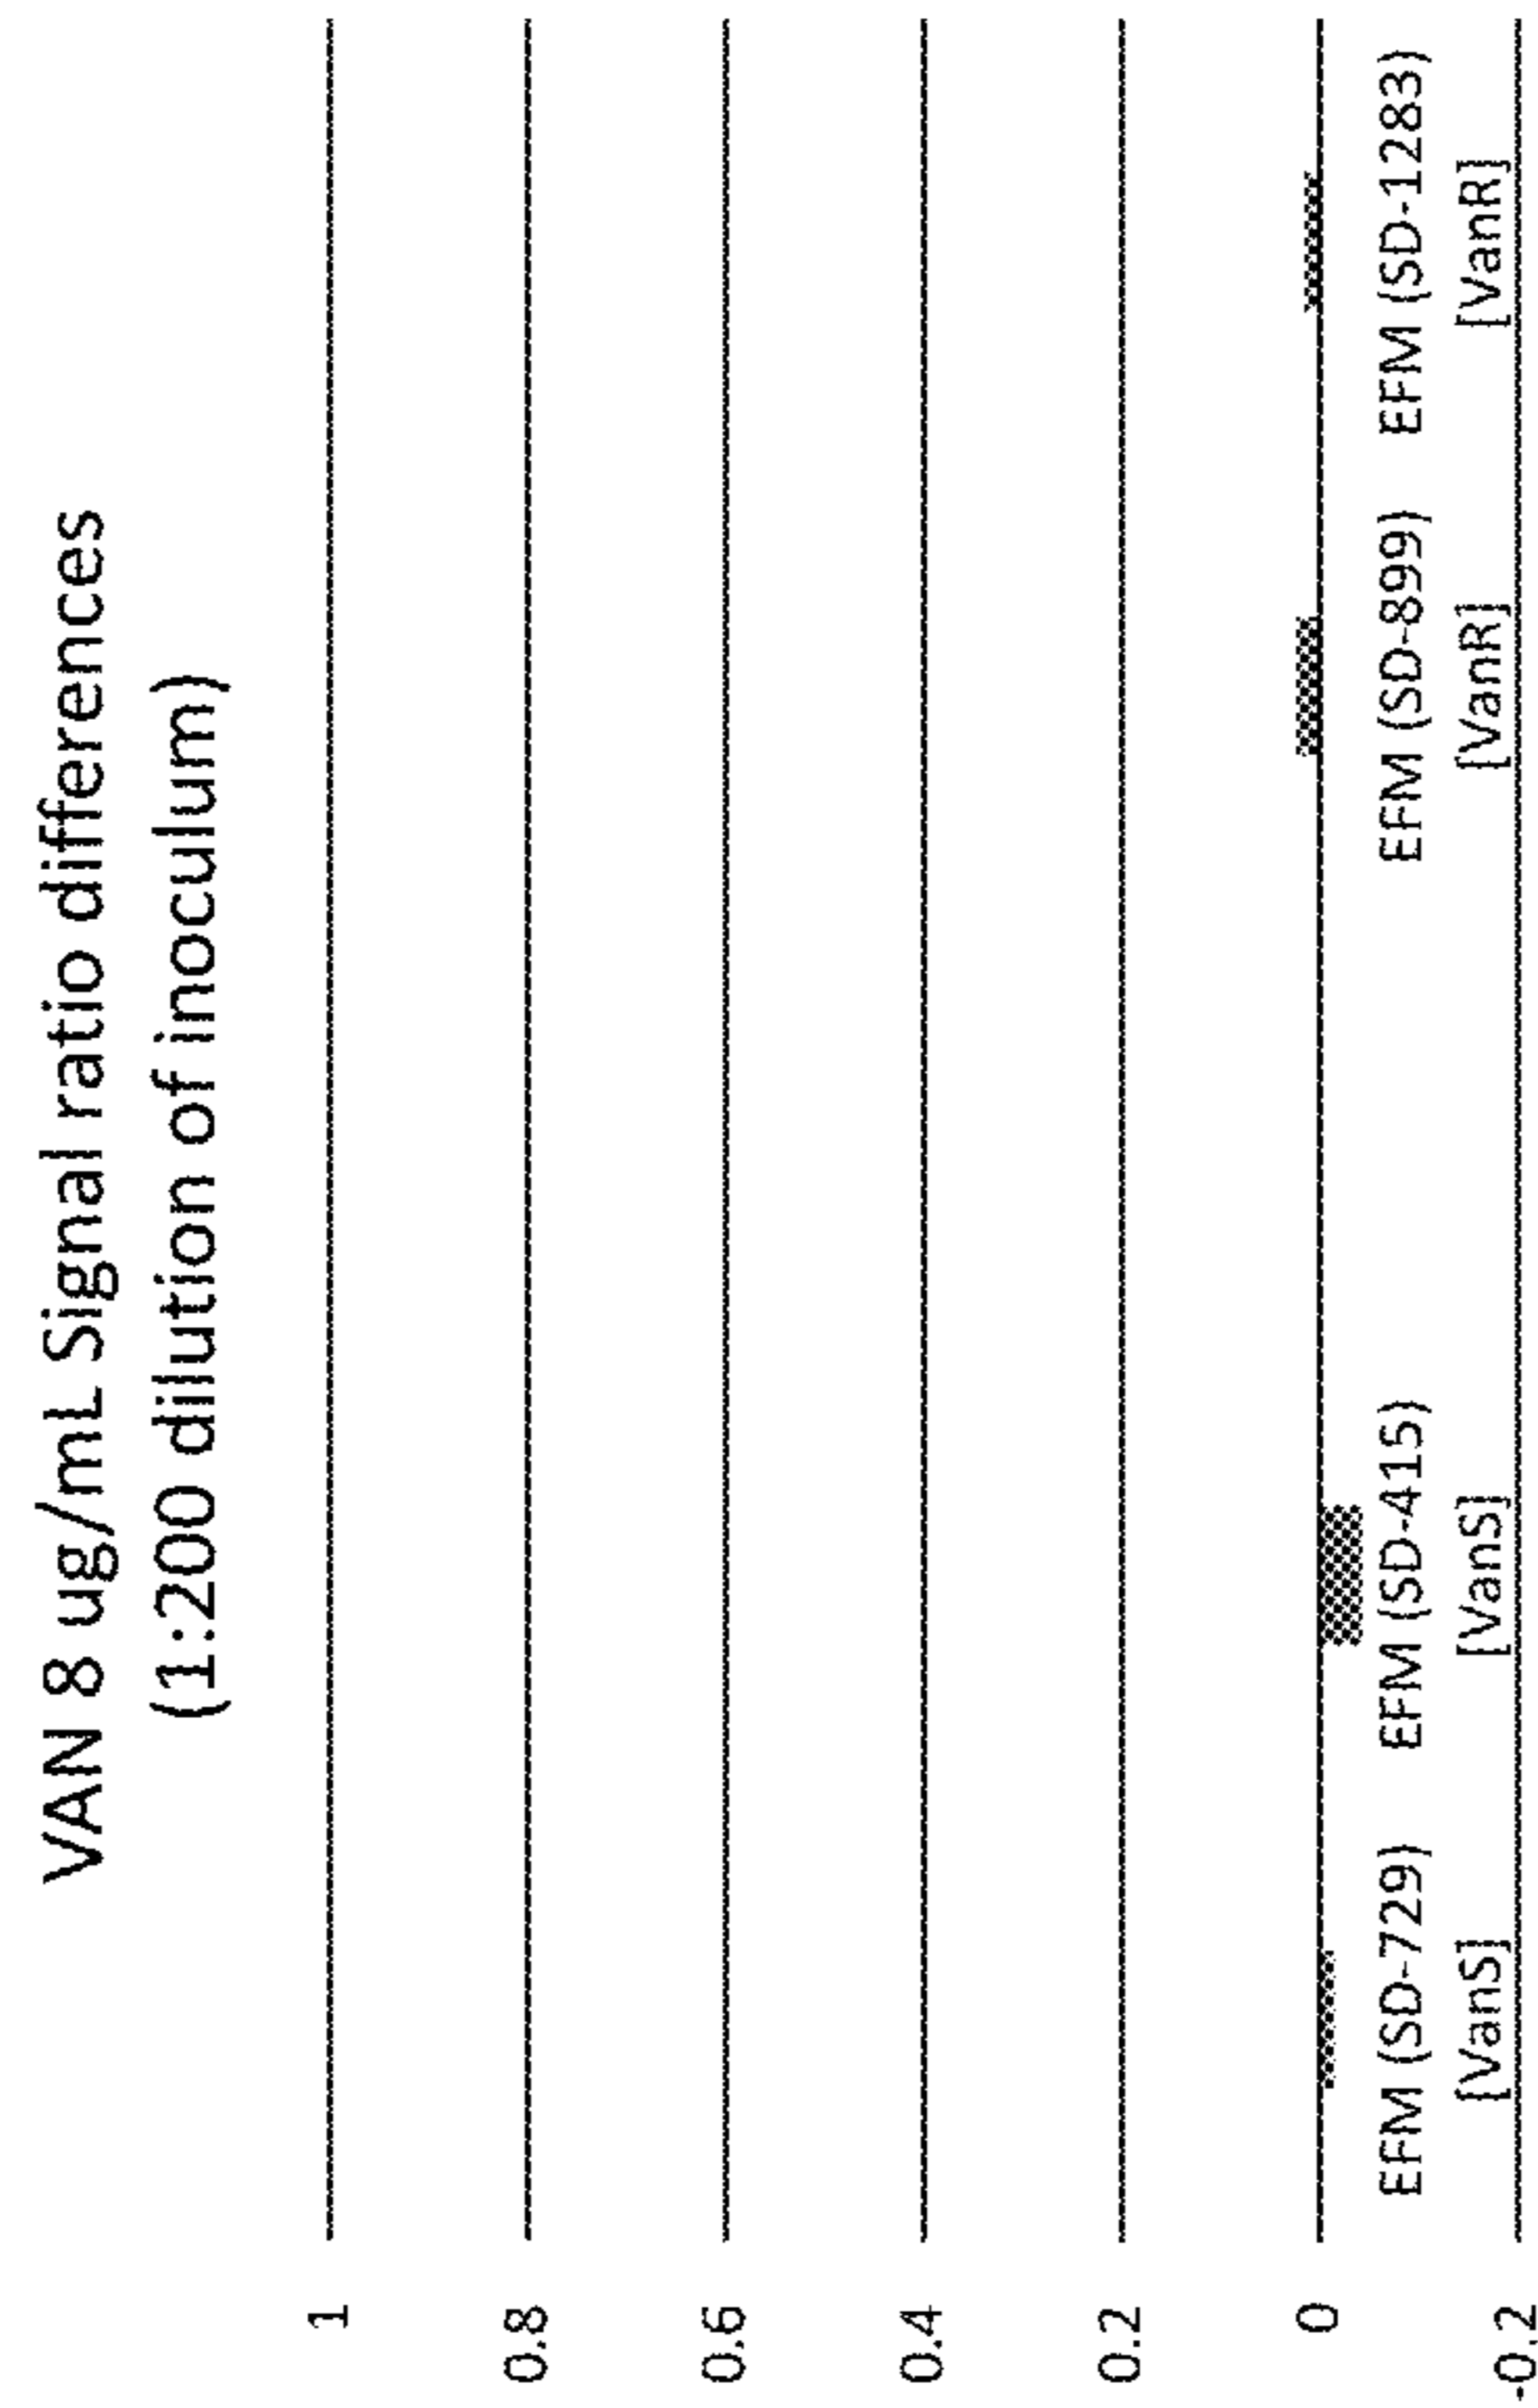 VAN 8 ug/mL Signal ratio differences
(1:200 dilution of inoculum)
1
0.8
0.6
0.4
0.2
0
-0.2
EFM (SD-729)
[VanS]
EFM (SD-415)
[VanS]
EFM (SD-899)
[VanR]
EFM (SD-1283)
[VanR]